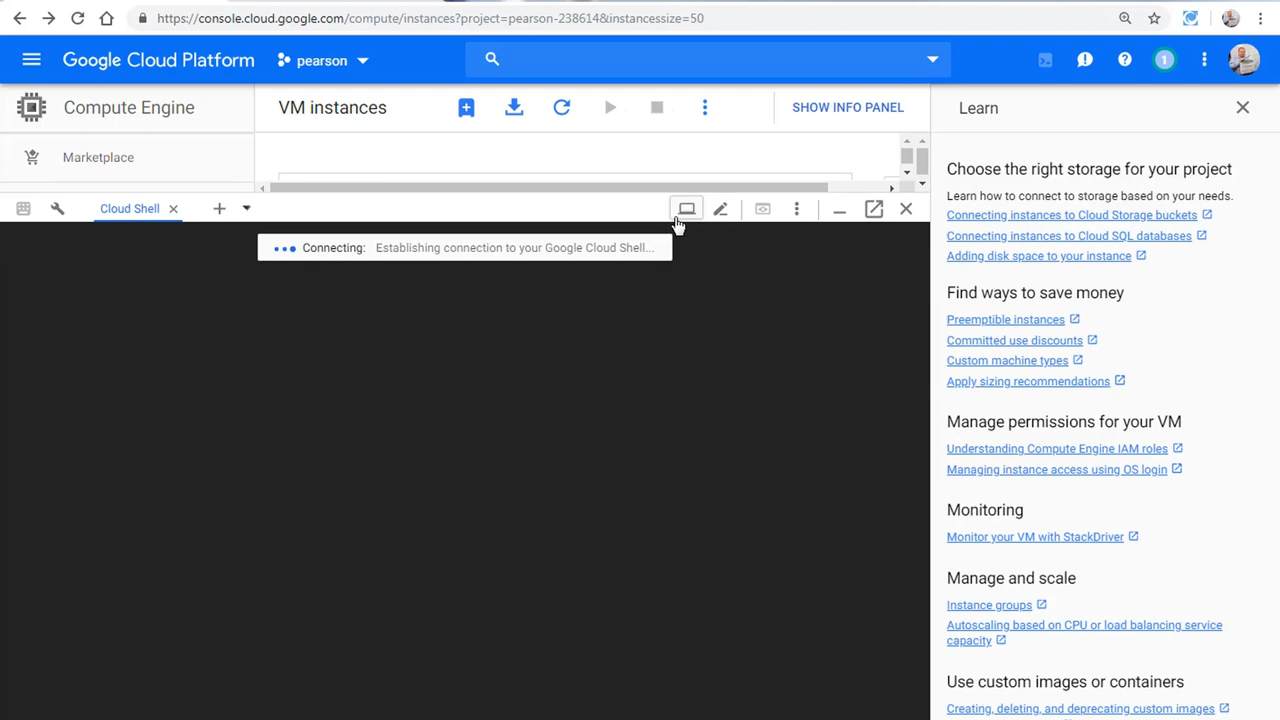 https://console.cloud.google.com/compute/instances?project=pearson-238614&instancessize=50
Google Cloud Platform
pearson
1
Compute Engine
VM instances
SHOW INFO PANEL
Learn
Marketplace
Choose the right storage for your project
Learn how to connect to storage based on your needs.
Connecting instances to Cloud Storage buckets
Connecting instances to Cloud SQL databases
Adding disk space to your instance
Cloud Shell
Connecting: Establishing connection to your Google Cloud Shell...
Find ways to save money
Preemptible instances
Committed use discounts
Custom machine types
Apply sizing recommendations
Manage permissions for your VM
Understanding Compute Engine IAM roles
Managing instance access using OS login
Monitoring
Monitor your VM with StackDriver
Manage and scale
Instance groups
Autoscaling based on CPU or load balancing service
capacity
Use custom images or containers
Creating, deleting, and deprecating custom images